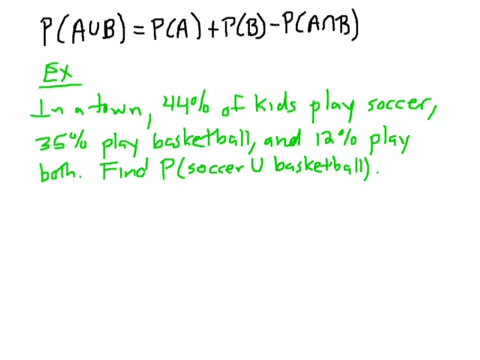 P(A∪B) = P(A) + P(B) - P(A∩B)
Ex
In a town, 44% of kids play soccer,
35% play basketball, and 12% play
both. Find P(soccer ∪ basketball).